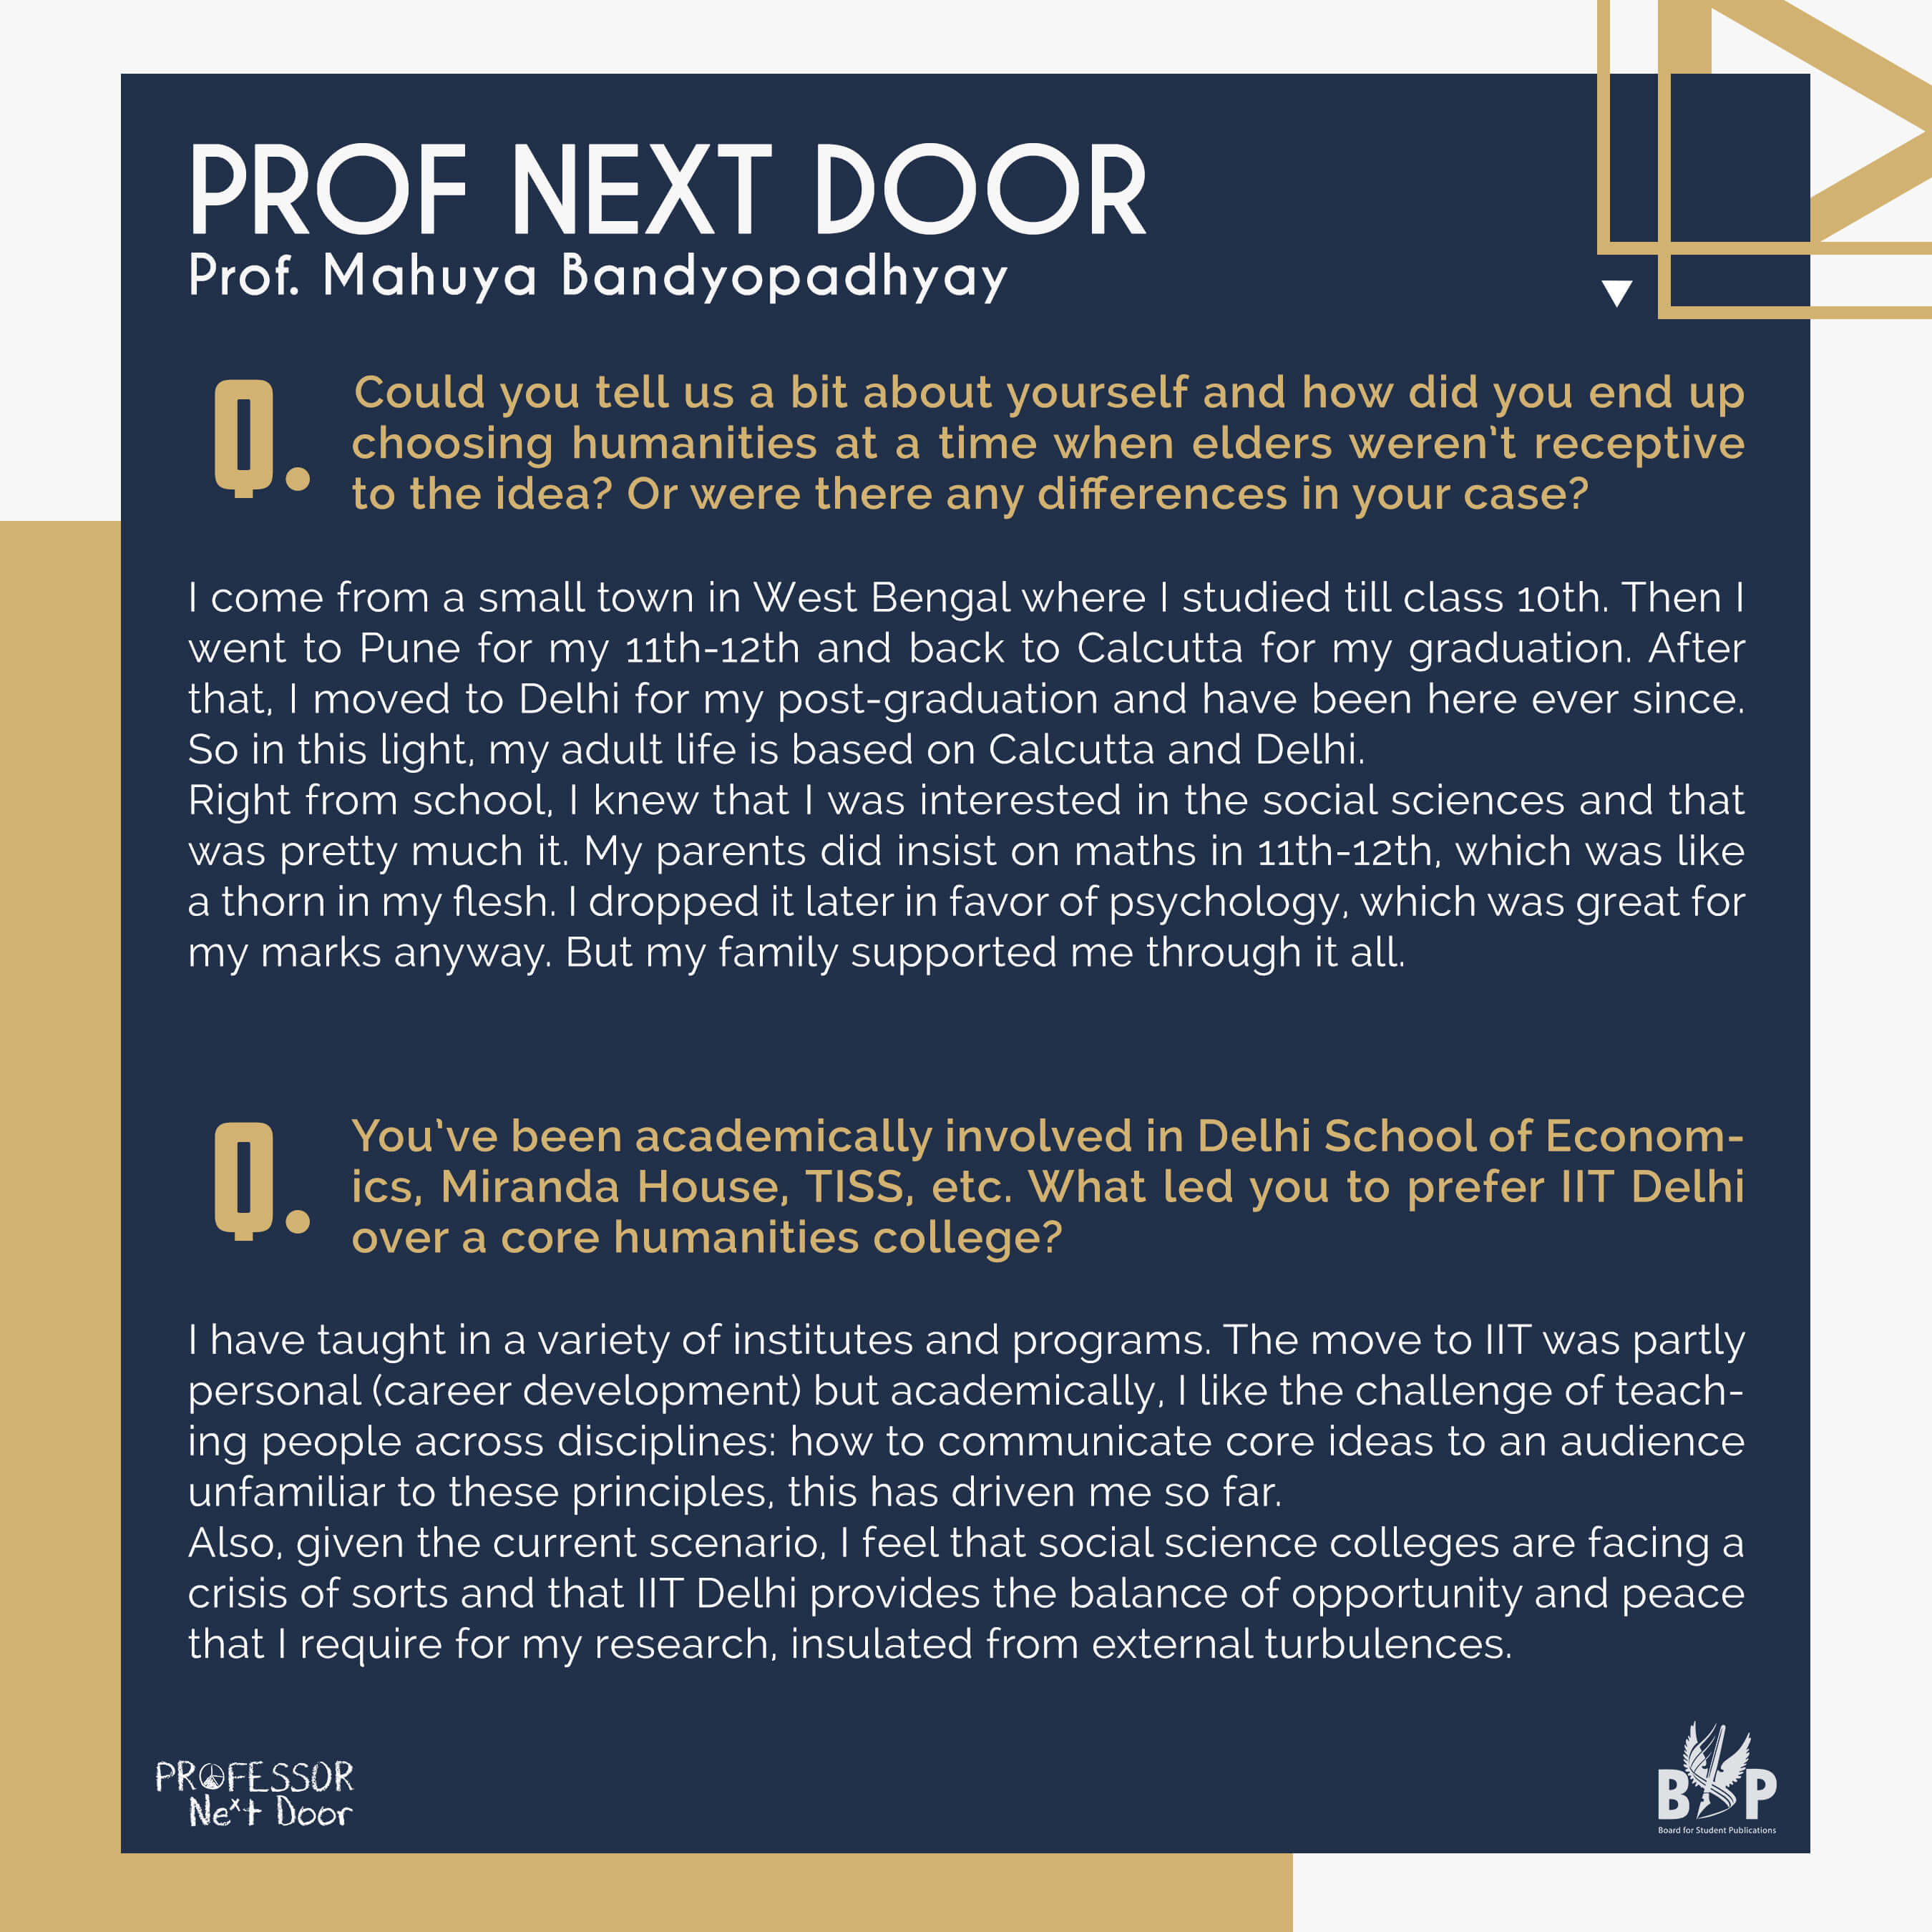 PROF NEXT DOOR
Prof. Mahuya Bandyopadhyay
Q.
Could you tell us a bit about yourself and how did you end up
choosing humanities at a time when elders weren't receptive
to the idea? Or were there any differences in your case?
I come from a small town in West Bengal where I studied till class 10th. Then I
went to Pune for my 11th-12th and back to Calcutta for my graduation. After
that, I moved to Delhi for my post-graduation and have been here ever since.
So in this light, my adult life is based on Calcutta and Delhi.
Right from school, I knew that I was interested in the social sciences and that
was pretty much it. My parents did insist on maths in 11th-12th, which was like
a thorn in my flesh. I dropped it later in favor of psychology, which was great for
my marks anyway. But my family supported me through it all.
Q.
You've been academically involved in Delhi School of Econom-
ics, Miranda House, TISS, etc. What led you to prefer IIT Delhi
over a core humanities college?
I have taught in a variety of institutes and programs. The move to IIT was partly
personal (career development) but academically, I like the challenge of teach-
ing people across disciplines: how to communicate core ideas to an audience
unfamiliar to these principles, this has driven me so far.
Also, given the current scenario, I feel that social science colleges are facing a
crisis of sorts and that IIT Delhi provides the balance of opportunity and peace
that I require for my research, insulated from external turbulences.
PROFESSOR
Next Door
BSP
Board for Student Publications